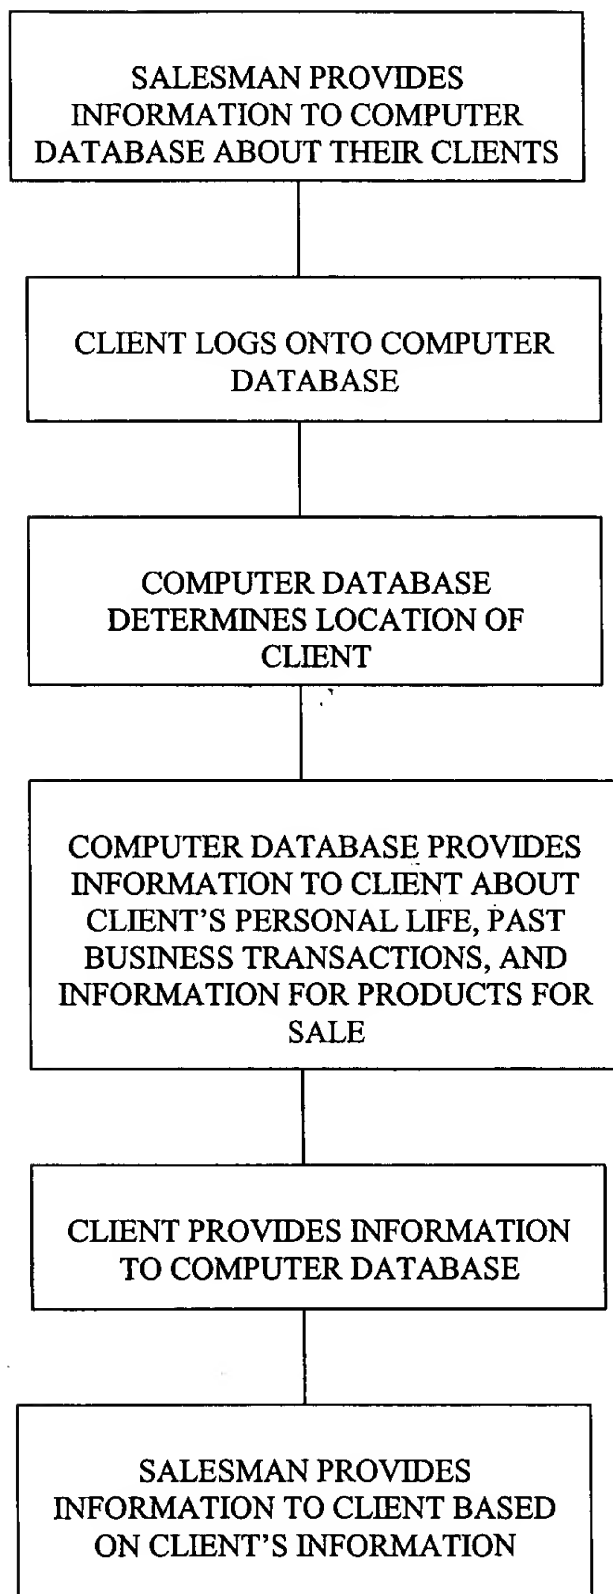 SALESMAN PROVIDES
INFORMATION TO COMPUTER
DATABASE ABOUT THEIR CLIENTS
CLIENT LOGS ONTO COMPUTER
DATABASE
COMPUTER DATABASE
DETERMINES LOCATION OF
CLIENT
COMPUTER DATABASE PROVIDES
INFORMATION TO CLIENT ABOUT
CLIENT'S PERSONAL LIFE, PAST
BUSINESS TRANSACTIONS, AND
INFORMATION FOR PRODUCTS FOR
SALE
CLIENT PROVIDES INFORMATION
TO COMPUTER DATABASE
SALESMAN PROVIDES
INFORMATION TO CLIENT BASED
ON CLIENT'S INFORMATION